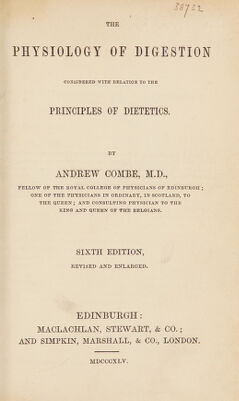 38722
THE
PHYSIOLOGY OF DIGESTION
CONSIDERED WITH RELATION TO THE
PRINCIPLES OF DIETETICS.
BY
ANDREW COMBE, M.D.,
FELLOW OF THE ROYAL COLLEGE OF PHYSICIANS OF EDINBURGH;
ONE OF THE PHYSICIANS IN ORDINARY, IN SCOTLAND, TO
THE QUEEN; AND CONSULTING PHYSICIAN TO THE
KING AND QUEEN OF THE BELGIANS.
SIXTH EDITION,
REVISED AND ENLARGED.
EDINBURGH:
MACLACHLAN, STEWART, & CO.;
AND SIMPKIN, MARSHALL, & CO., LONDON.
MDCCCXLV.